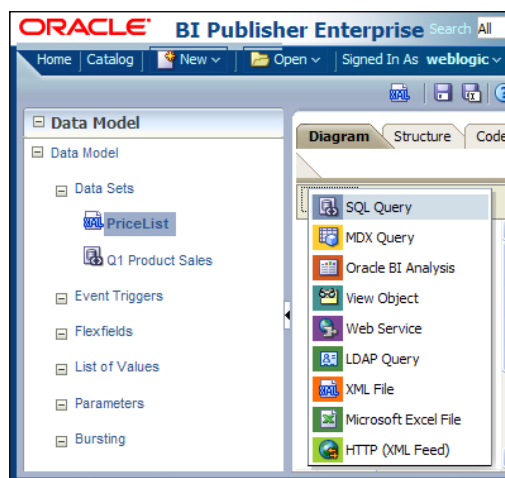 ORACLE BI Publisher Enterprise Search All
Home Catalog New Open Signed In As weblogic
XML
Data Model
Diagram Structure Code
Data Model
Data Sets
PriceList
Q1 Product Sales
Event Triggers
Flexfields
List of Values
Parameters
Bursting
SQL Query
MDX Query
Oracle BI Analysis
View Object
Web Service
LDAP Query
XML File
Microsoft Excel File
HTTP (XML Feed)